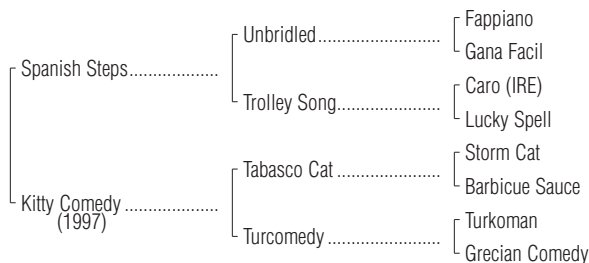 Fappiano
Unbridled........................
Gana Facil
Spanish Steps..................
Caro (IRE)
Trolley Song.....................
Lucky Spell
Storm Cat
Tabasco Cat .....................
Barbicue Sauce
Kitty Comedy ...................
(1997)
Turkoman
Turcomedy .......................
Grecian Comedy